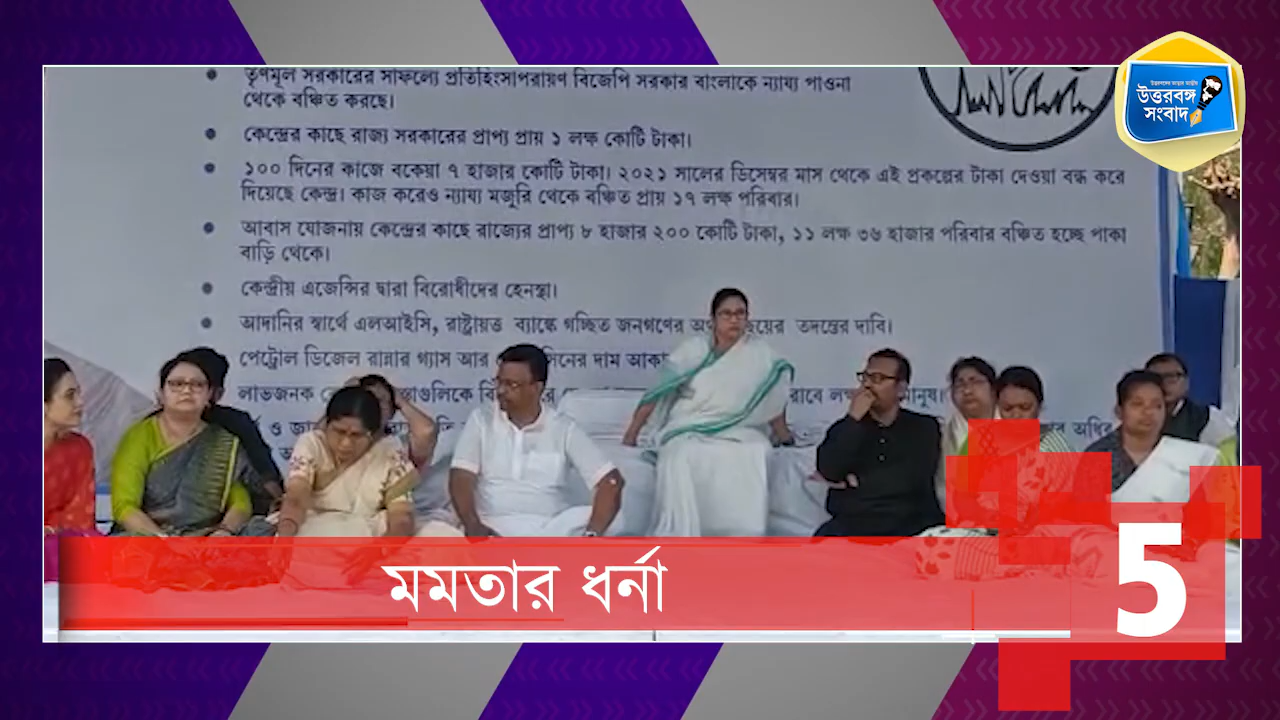 তৃণমূল সরকারের সাফল্যে প্রতিহিংসাপরায়ণ বিজেপি সরকার বাংলাকে ন্যায্য পাওনা
থেকে বঞ্চিত করছে।
উত্তরবঙ্গ
সংবাদ
কেন্দ্রের কাছে রাজ্য সরকারের প্রাপ্য প্রায় ১ লক্ষ কোটি টাকা।
১০০ দিনের কাজে বকেয়া ৭ হাজার কোটি টাকা। ২০২১ সালের ডিসেম্বর মাস থেকে এই প্রকল্পের টাকা দেওয়া বন্ধ করে
দিয়েছে কেন্দ্র। কাজ করেও ন্যায্য মজুরি থেকে বঞ্চিত প্রায় ১৭ লক্ষ পরিবার।
আবাস যোজনায় কেন্দ্রের কাছে রাজ্যের প্রাপ্য ৮ হাজার ২০০ কোটি টাকা, ১১ লক্ষ ৩৬ হাজার পরিবার বঞ্চিত হচ্ছে পাকা
বাড়ি থেকে।
কেন্দ্রীয় এজেন্সির দ্বারা বিরোধীদের হেনস্থা।
আদানির স্বার্থে এলআইসি, রাষ্ট্রায়ত্ত ব্যাঙ্কে গচ্ছিত জনগণের তদন্তের দাবি।
পেট্রোল ডিজেল রান্নার গ্যাস আর দাম
লাভজনক
ও
মমতার ধর্না
5